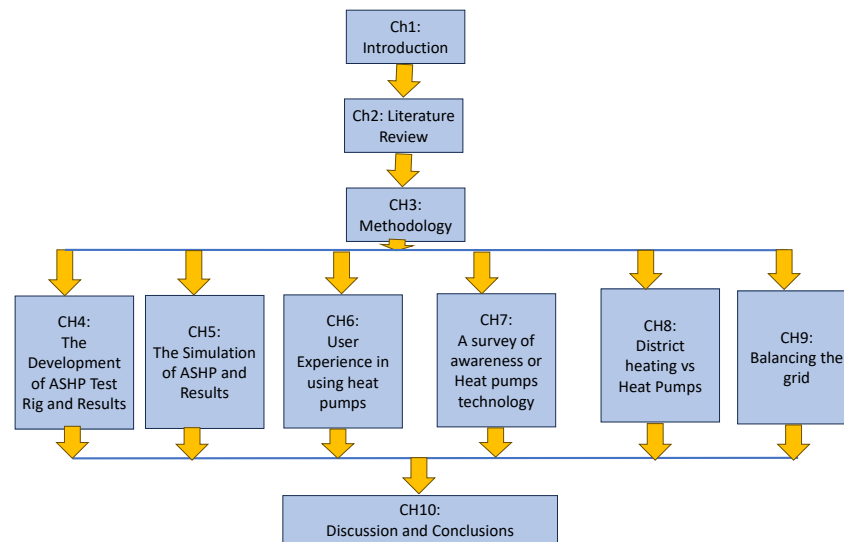 Ch1:
Introduction
Ch2: Literature
Review
CH3:
Methodology
CH4:
The
Development
of ASHP Test
Rig and Results
CH5:
The Simulation
of ASHP and
Results
CH6:
User
Experience in
using heat
pumps
CH7:
A survey of
awareness or
Heat pumps
technology
CH8:
District
heating vs
Heat Pumps
CH9:
Balancing the
grid
CH10:
Discussion and Conclusions